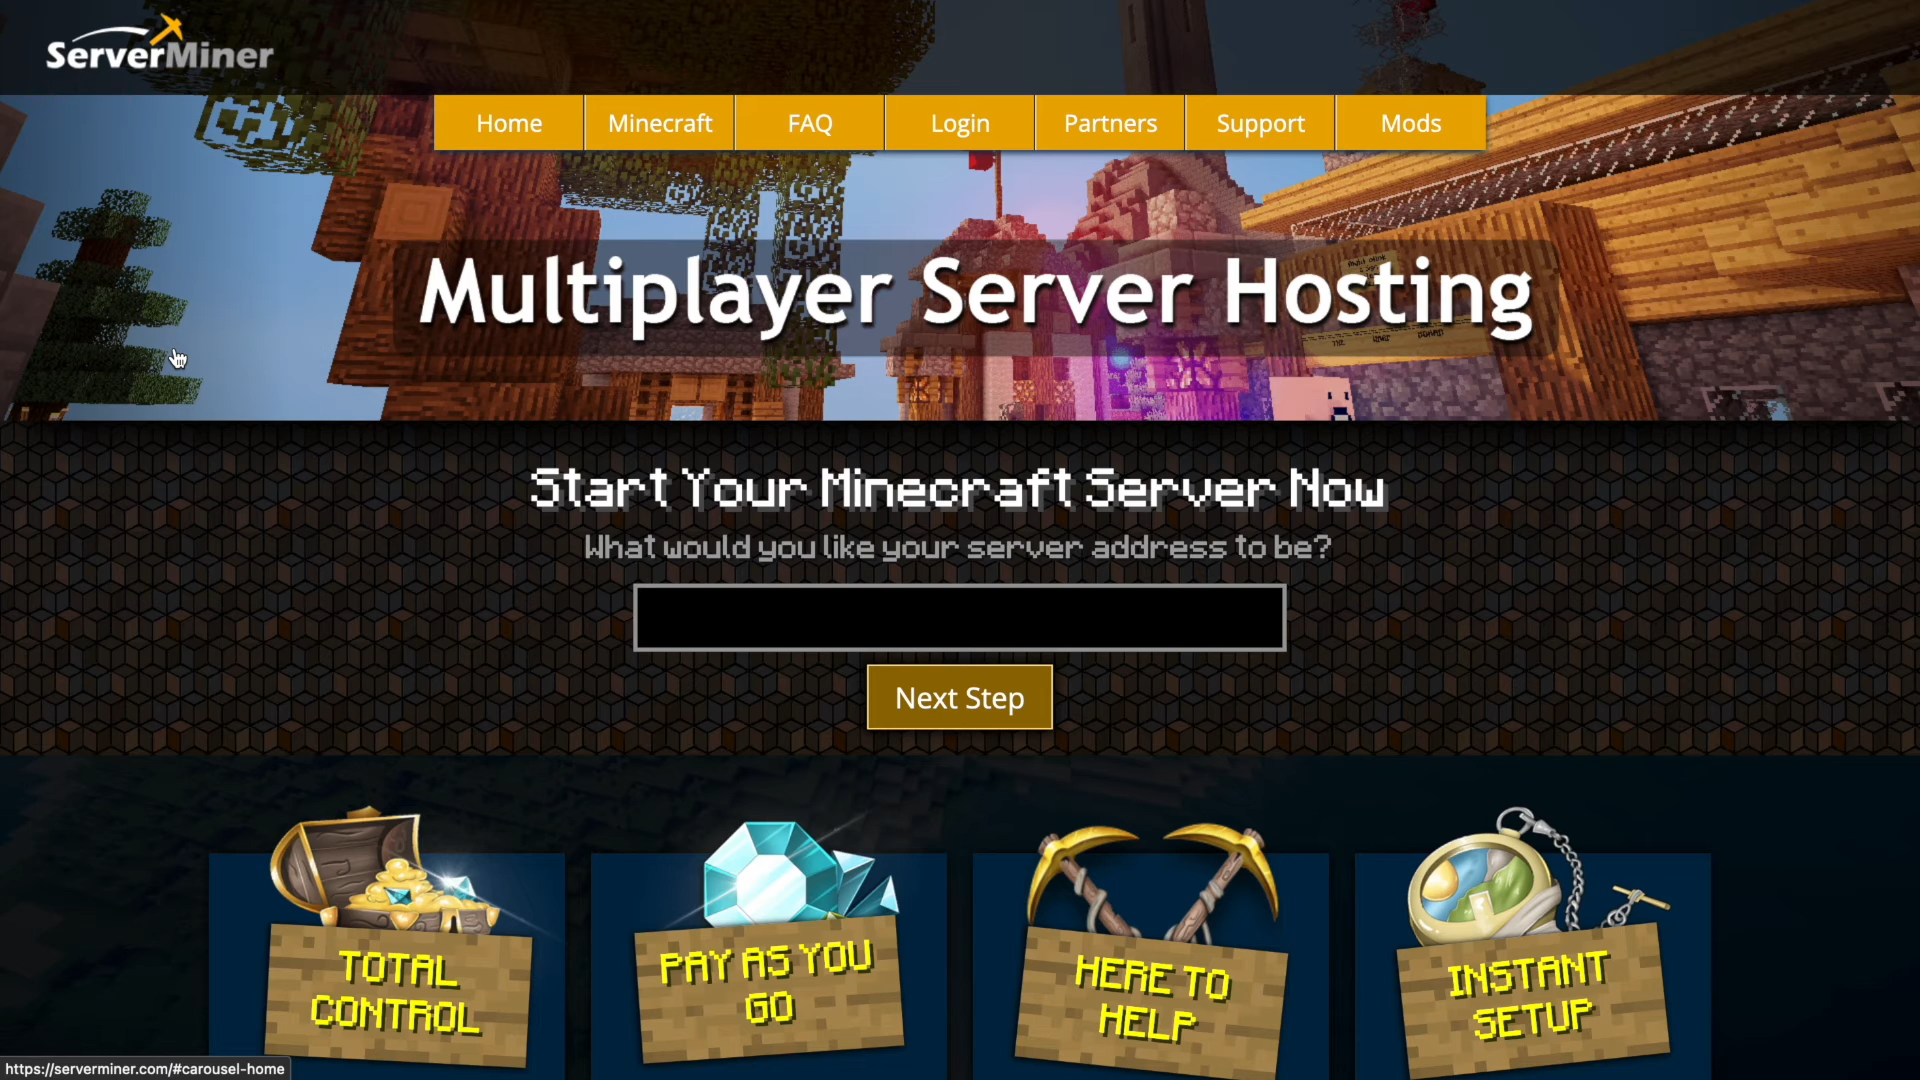 ServerMiner
Home Minecraft FAQ Login Partners Support Mods
Multiplayer Server Hosting
Start Your Minecraft Server Now
What would you like your server address to be?
Next Step
TOTAL
CONTROL
PAY AS YOU
GO
HERE TO
HELP
INSTANT
SETUP
https://serverminer.com/#carousel-home